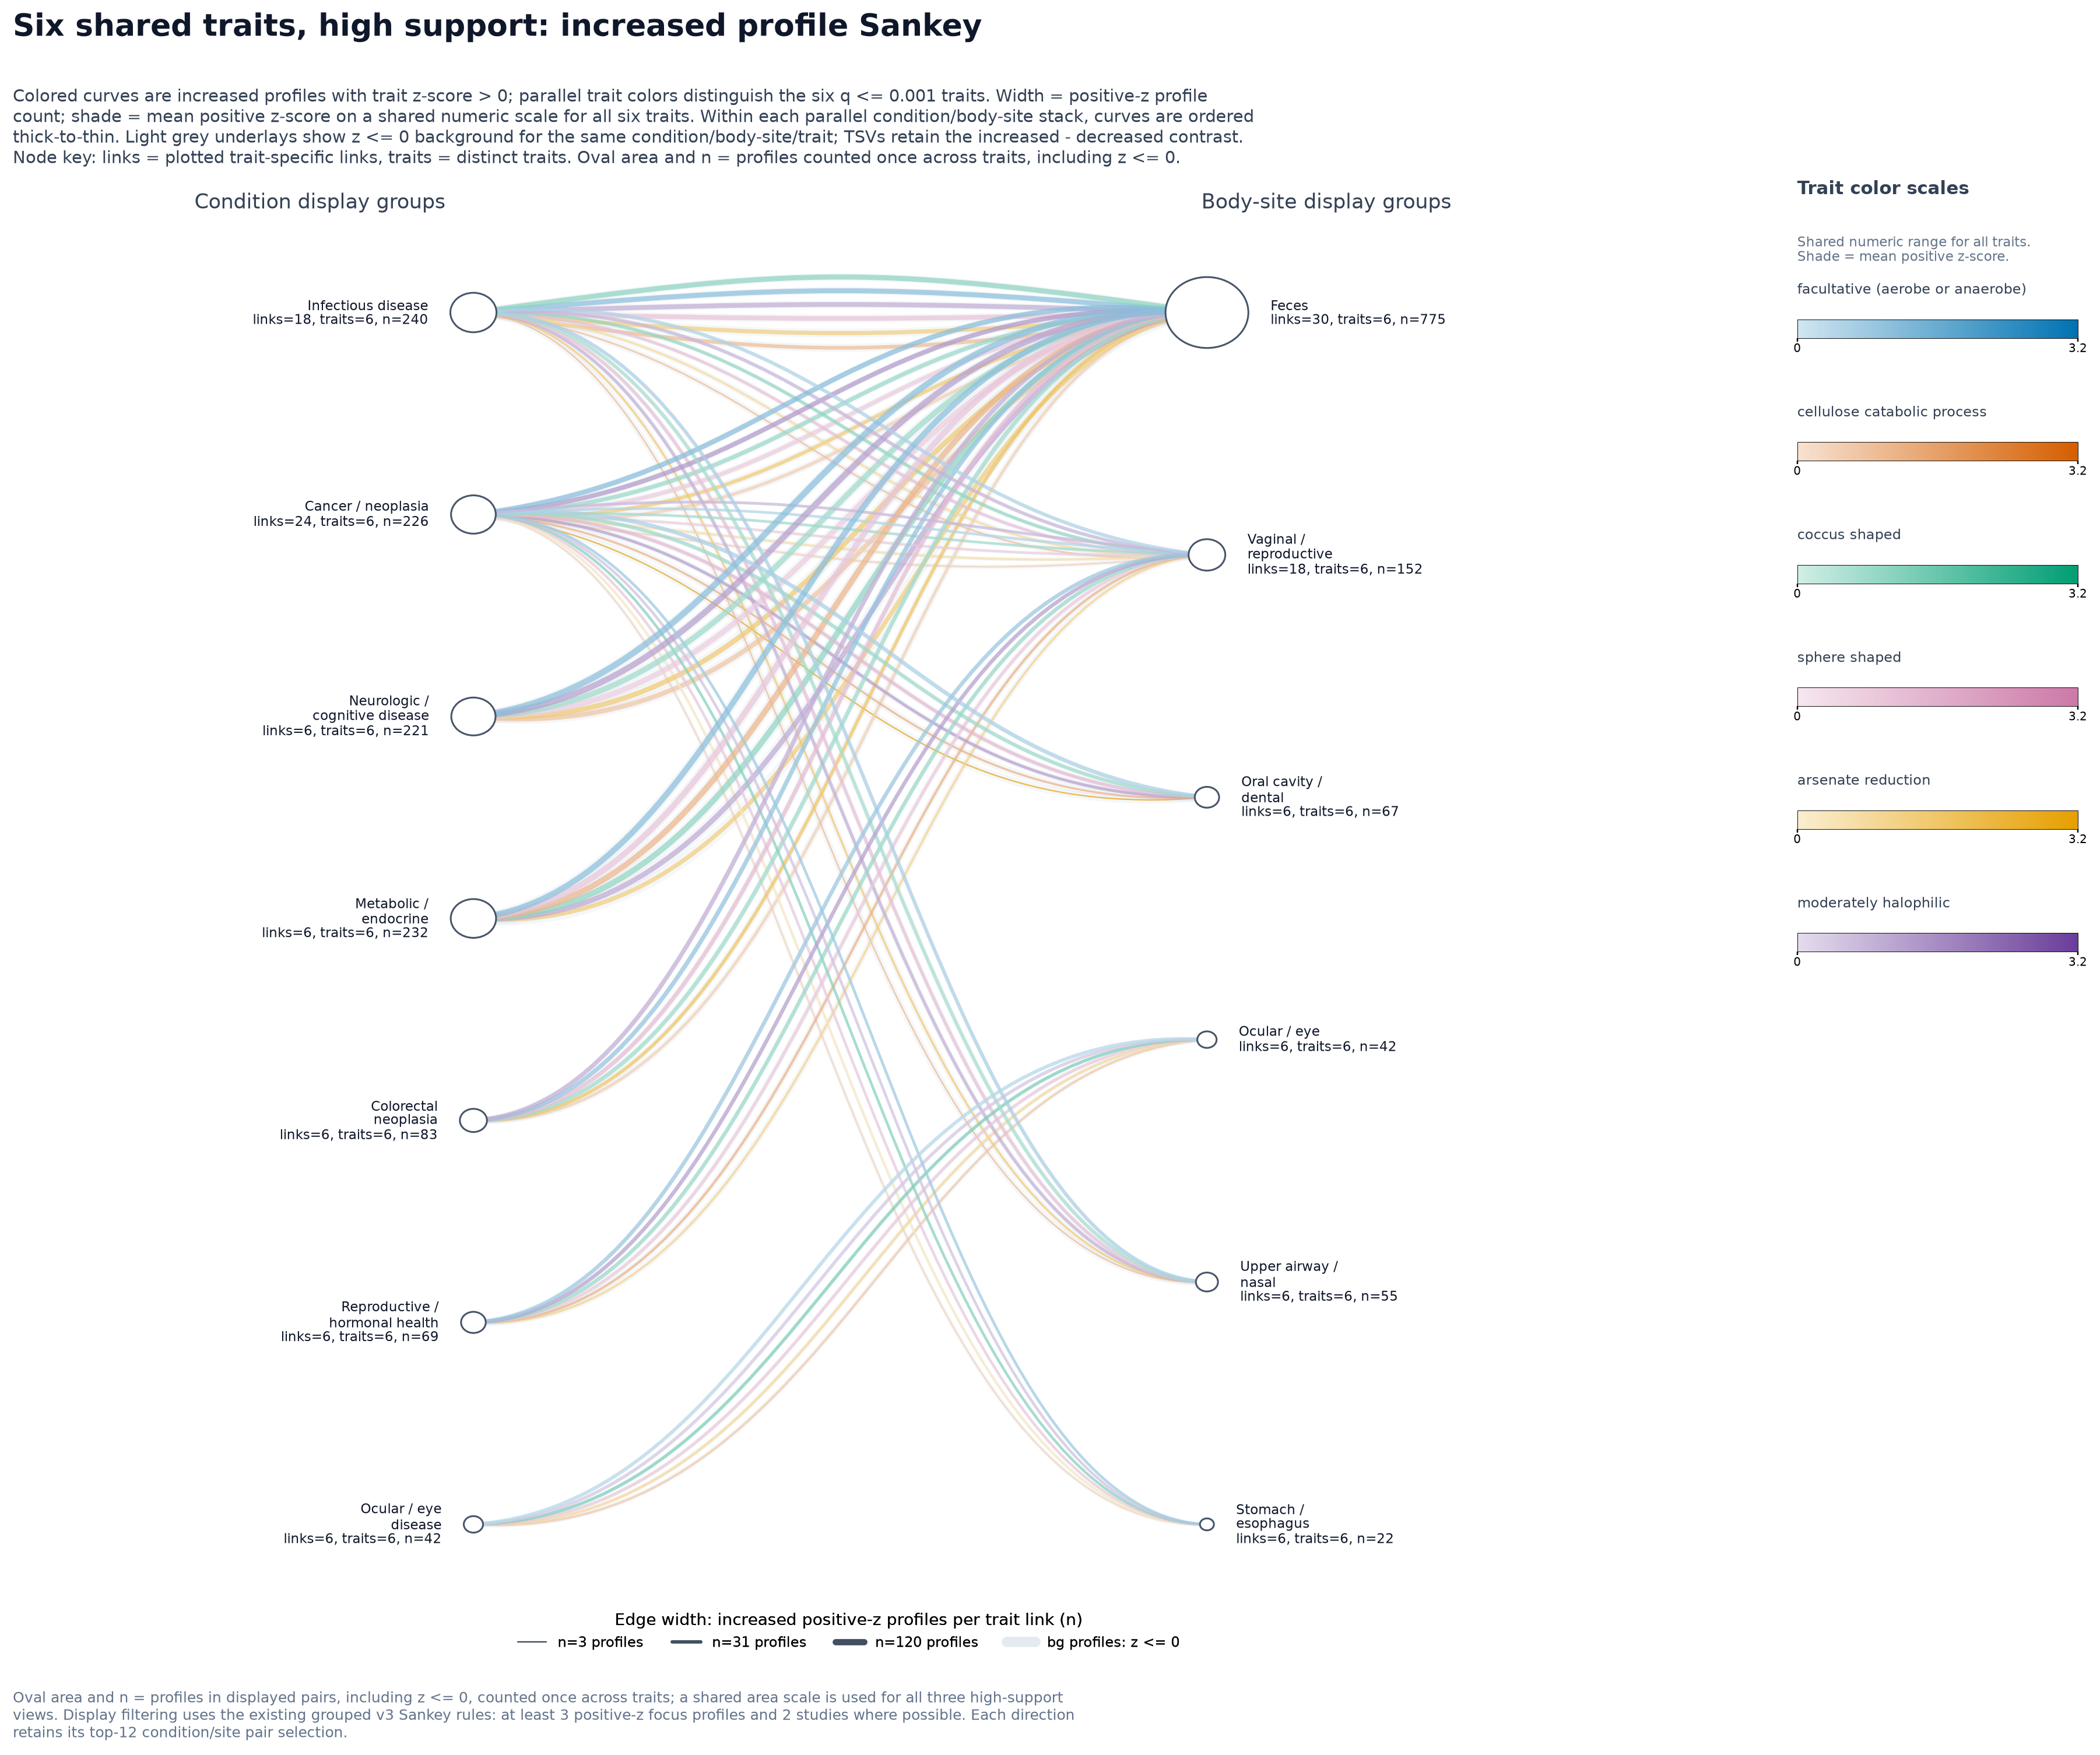 Six shared traits, high support: increased profile Sankey
Colored curves are increased profiles with trait z-score > 0; parallel trait colors distinguish the six q <= 0.001 traits. Width = positive-z profile
count; shade = mean positive z-score on a shared numeric scale for all six traits. Within each parallel condition/body-site stack, curves are ordered
thick-to-thin. Light grey underlays show z <= 0 background for the same condition/body-site/trait; TSVs retain the increased - decreased contrast.
Node key: links = plotted trait-specific links, traits = distinct traits. Oval area and n = profiles counted once across traits, including z <= 0.
Condition display groups
Body-site display groups
Infectious disease
links=18, traits=6, n=240
Cancer / neoplasia
links=24, traits=6, n=226
Neurologic /
cognitive disease
links=6, traits=6, n=221
Metabolic /
endocrine
links=6, traits=6, n=232
Colorectal
neoplasia
links=6, traits=6, n=83
Reproductive /
hormonal health
links=6, traits=6, n=69
Ocular / eye
disease
links=6, traits=6, n=42
Feces
links=30, traits=6, n=775
Vaginal /
reproductive
links=18, traits=6, n=152
Oral cavity /
dental
links=6, traits=6, n=67
Ocular / eye
links=6, traits=6, n=42
Upper airway /
nasal
links=6, traits=6, n=55
Stomach /
esophagus
links=6, traits=6, n=22
Trait color scales
Shared numeric range for all traits.
Shade = mean positive z-score.
facultative (aerobe or anaerobe)
0 3.2
cellulose catabolic process
0 3.2
coccus shaped
0 3.2
sphere shaped
0 3.2
arsenate reduction
0 3.2
moderately halophilic
0 3.2
Edge width: increased positive-z profiles per trait link (n)
n=3 profiles n=31 profiles n=120 profiles bg profiles: z <= 0
Oval area and n = profiles in displayed pairs, including z <= 0, counted once across traits; a shared area scale is used for all three high-support
views. Display filtering uses the existing grouped v3 Sankey rules: at least 3 positive-z focus profiles and 2 studies where possible. Each direction
retains its top-12 condition/site pair selection.